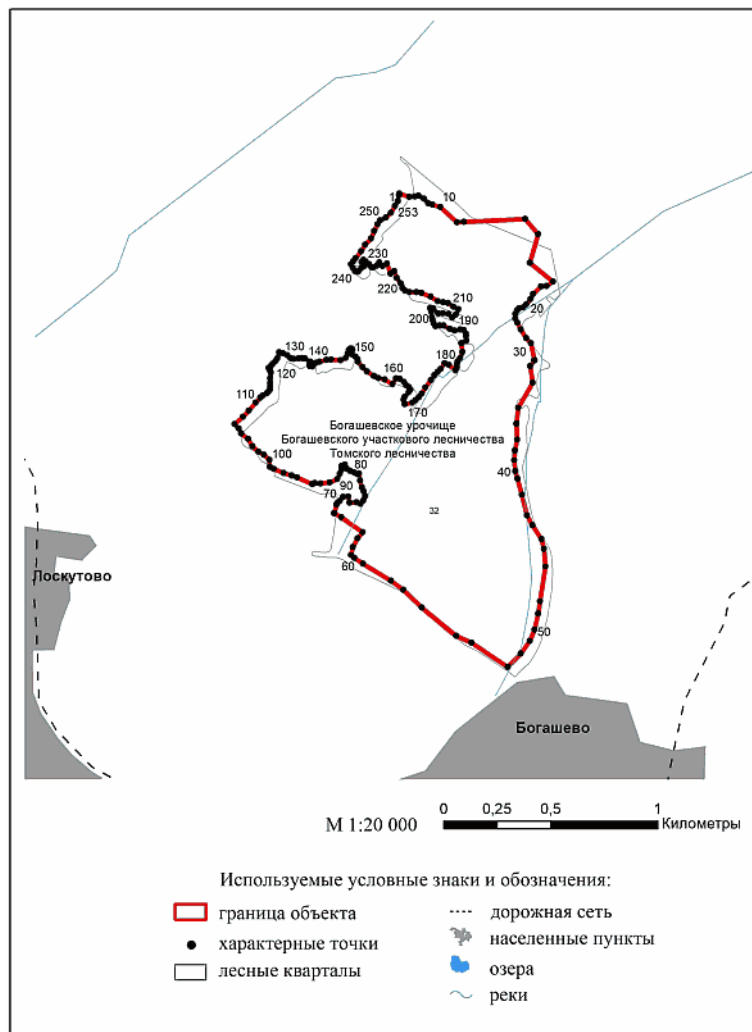 1
10
253
250
240
230
220
210
200
190
20
30
180
130
140
150
120
160
110
170
Богашевское урочище
Богашевского участкового лесничества
Томского лесничества
100
80
90
70
40
32
60
50
Лоскутово
Богашево
М 1:20 000
0 0,25 0,5 1
Километры
Используемые условные знаки и обозначения:
граница объекта
характерные точки
лесные кварталы
дорожная сеть
населенные пункты
озера
реки